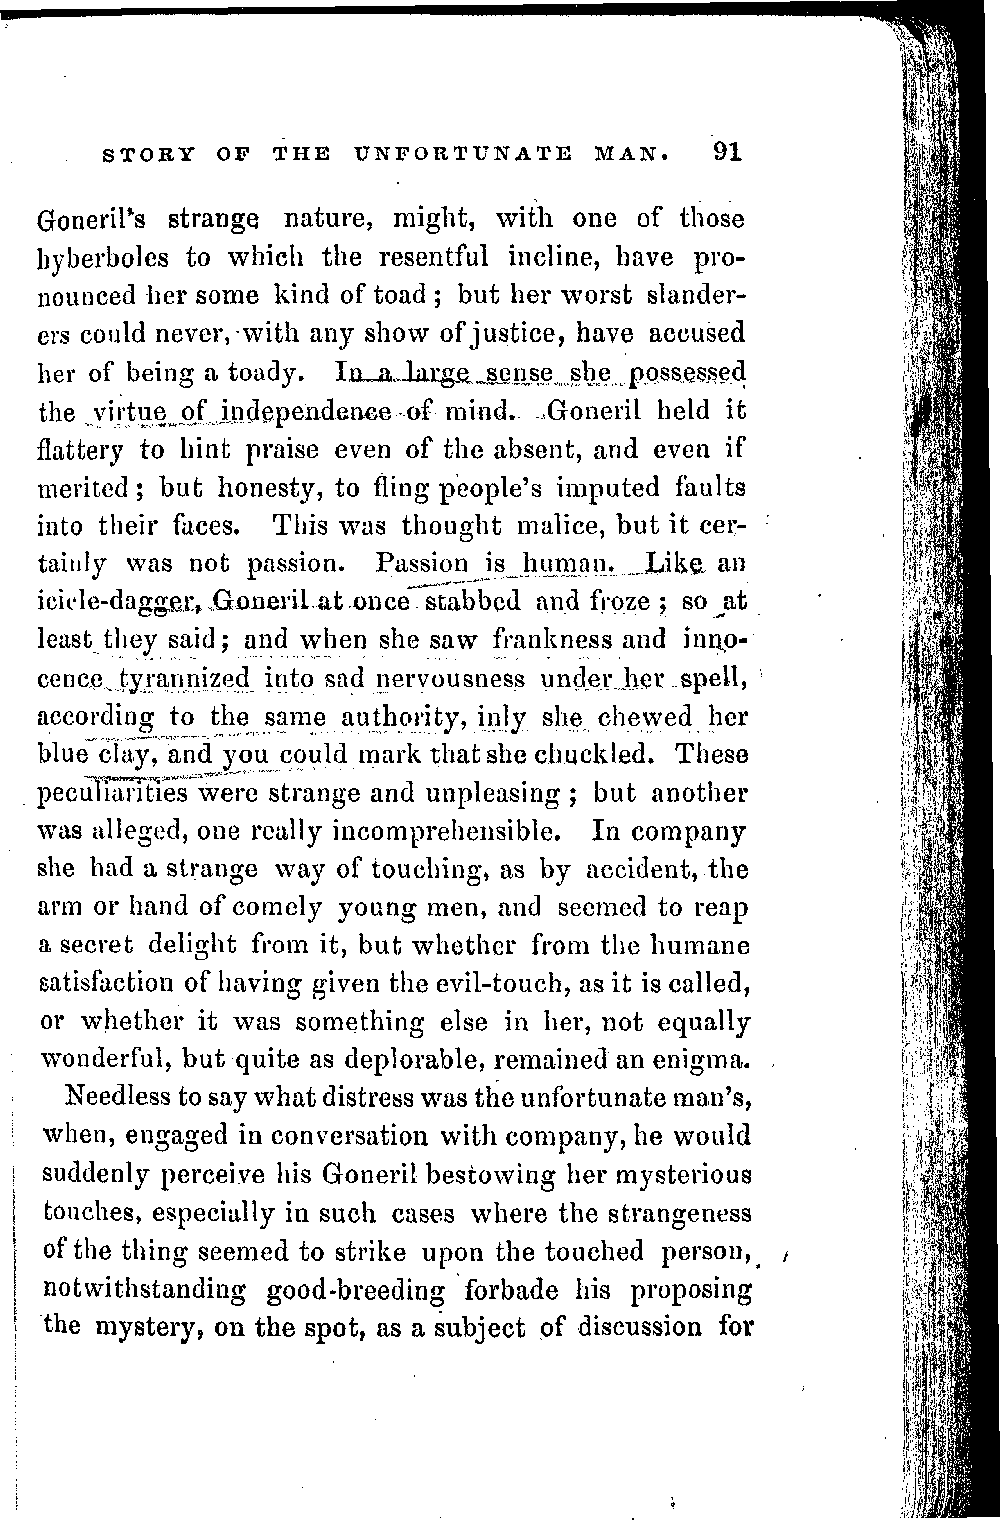 STORY OF THE UNFORTUNATE MAN. 91
Goneril's strange nature, might, with one of those
hyberboles to which the resentful incline, have pro-
nounced her some kind of toad; but her worst slander-
ers could never, with any show of justice, have accused
her of being a toady. In a large sense she possessed
the virtue of independence of mind. Goneril held it
flattery to hint praise even of the absent, and even if
merited; but honesty, to fling people's imputed faults
into their faces. This was thought malice, but it cer-
tainly was not passion. Passion is human. Like an
icicle-dagger, Goneril at once stabbed and froze; so at
least they said; and when she saw frankness and inno-
cence tyrannized into sad nervousness under her spell,
according to the same authority, inly she chewed her
blue clay, and you could mark that she chuckled. These
peculiarities were strange and unpleasing; but another
was alleged, one really incomprehensible. In company
she had a strange way of touching, as by accident, the
arm or hand of comely young men, and seemed to reap
a secret delight from it, but whether from the humane
satisfaction of having given the evil-touch, as it is called,
or whether it was something else in her, not equally
wonderful, but quite as deplorable, remained an enigma.
Needless to say what distress was the unfortunate man's,
when, engaged in conversation with company, he would
suddenly perceive his Goneril bestowing her mysterious
touches, especially in such cases where the strangeness
of the thing seemed to strike upon the touched person,
notwithstanding good-breeding forbade his proposing
the mystery, on the spot, as a subject of discussion for